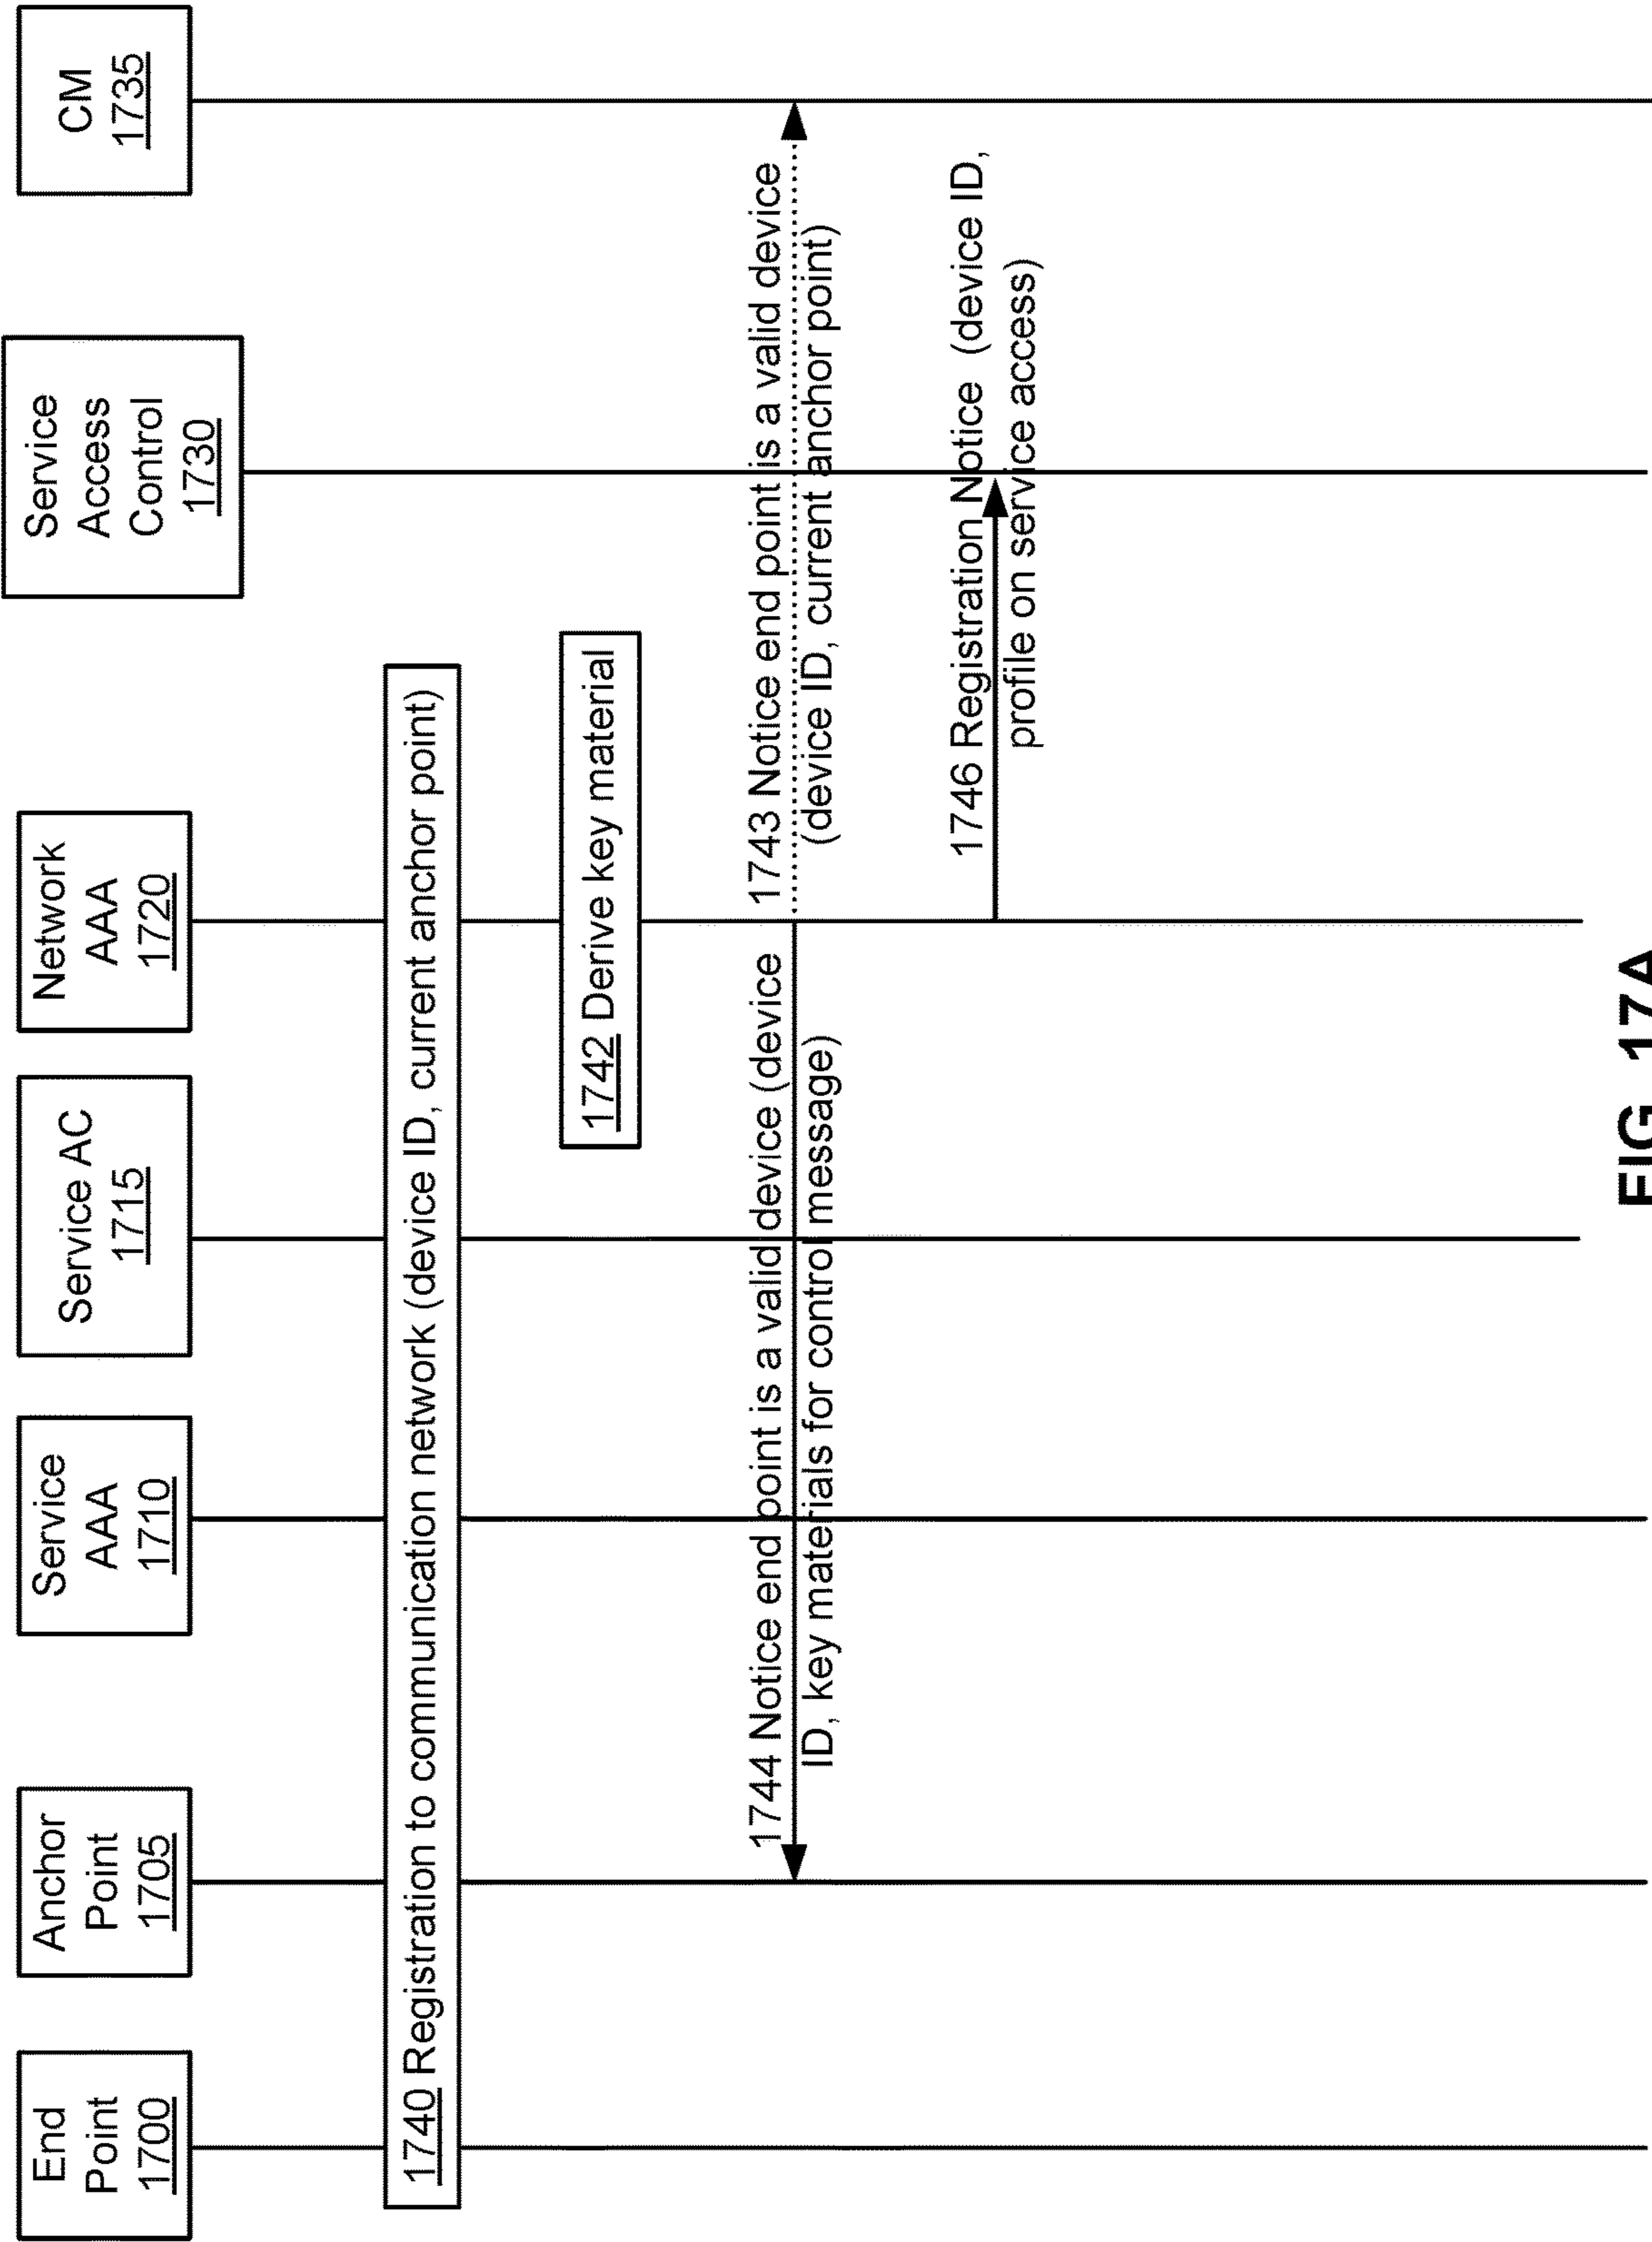 End
Point
1700
Anchor
Point
1705
Service
AAA
1710
Service AC
1715
Network
AAA
1720
Service
Access
Control
1730
CM
1735
1740 Registration to communication network (device ID, current anchor point)
1742 Derive key material
1744 Notice end point is a valid device (device
ID, key materials for control message)
1743 Notice end point is a valid device
(device ID, current anchor point)
1746 Registration Notice (device ID,
profile on service access)
FIG. 17A